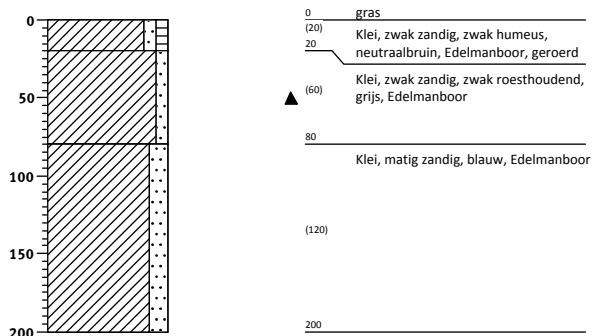 0
50
100
150
200
0 gras
(20) Klei, zwak zandig, zwak humeus,
20 neutraalbruin, Edelmanboor, geroerd
(60) Klei, zwak zandig, zwak roesthoudend,
grijs, Edelmanboor
80
Klei, matig zandig, blauw, Edelmanboor
(120)
200